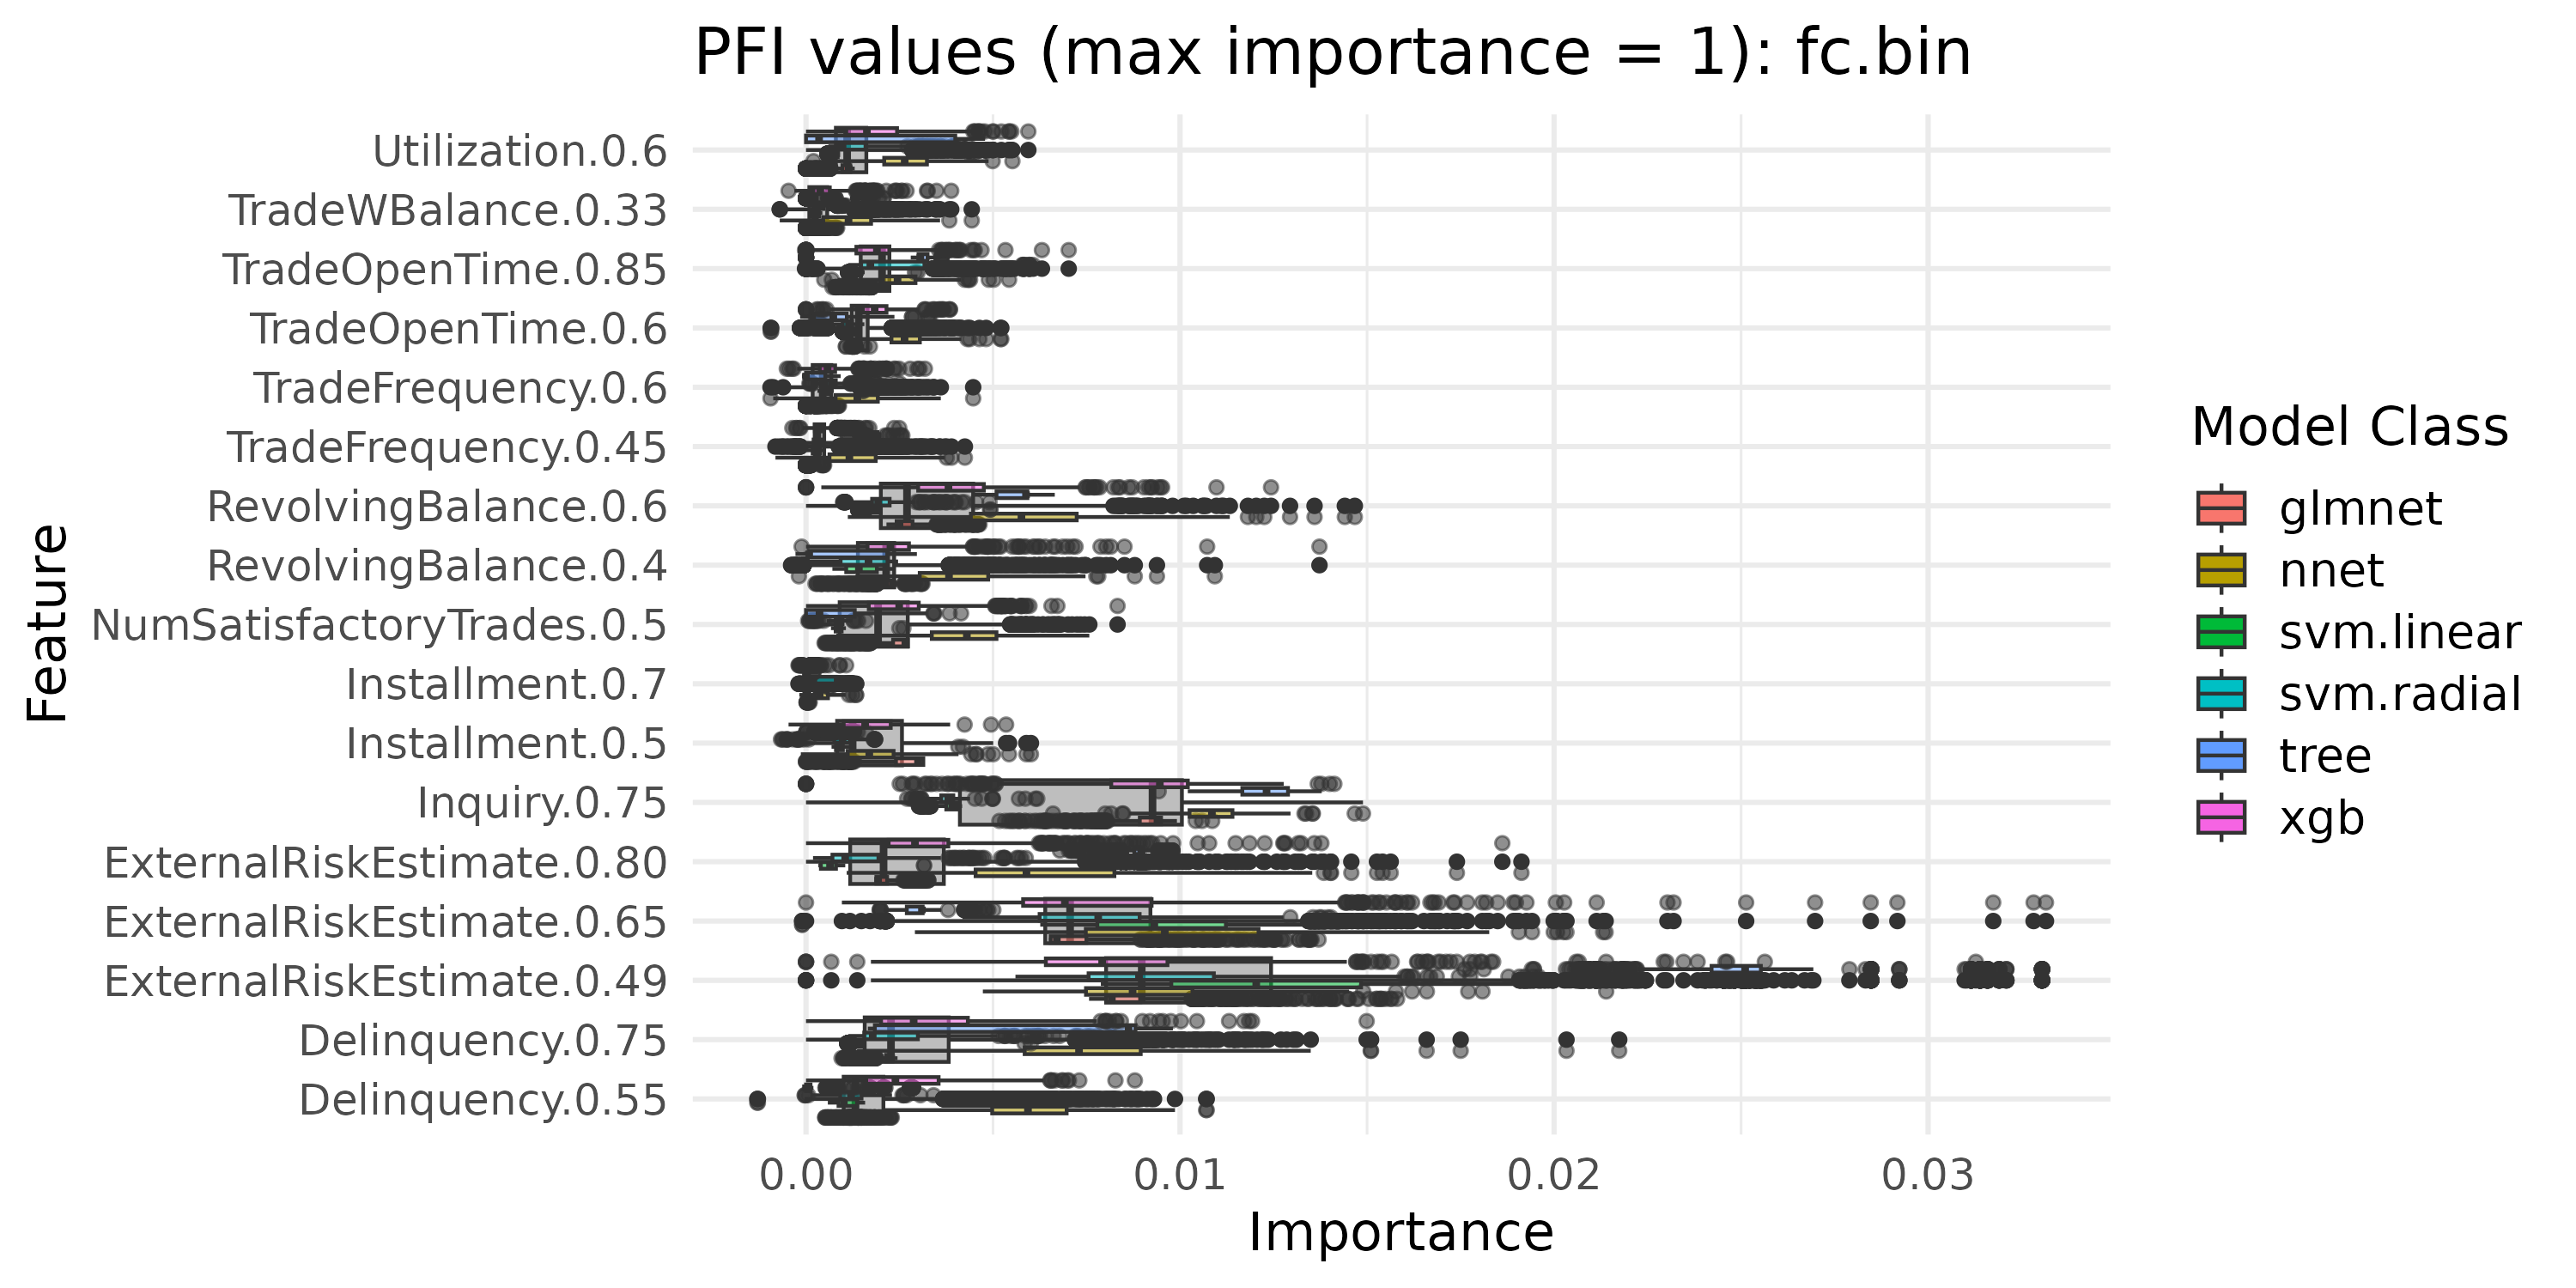 PFI values (max importance = 1): fc.bin
Feature
Utilization.0.6
TradeWBalance.0.33
TradeOpenTime.0.85
TradeOpenTime.0.6
TradeFrequency.0.6
TradeFrequency.0.45
RevolvingBalance.0.6
RevolvingBalance.0.4
NumSatisfactoryTrades.0.5
Installment.0.7
Installment.0.5
Inquiry.0.75
ExternalRiskEstimate.0.80
ExternalRiskEstimate.0.65
ExternalRiskEstimate.0.49
Delinquency.0.75
Delinquency.0.55
0.00 0.01 0.02 0.03
Importance
Model Class
glmnet
nnet
svm.linear
svm.radial
tree
xgb